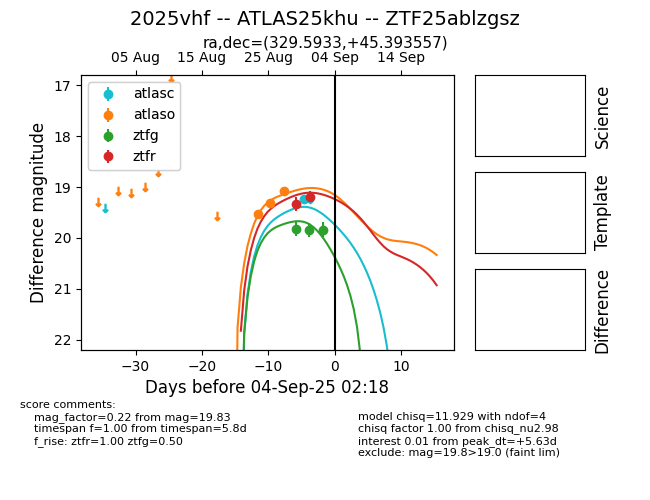 2025vhf -- ATLAS25khu -- ZTF25ablzgsz
ra,dec=(329.5933,+45.393557)
05 Aug 15 Aug 25 Aug 04 Sep 14 Sep
17
18
19
20
21
22
Difference magnitude
atlasc
atlaso
ztfg
ztfr
−30 −20 −10 0 10
Days before 04-Sep-25 02:18
Science
Template
Difference
score comments:
mag_factor=0.22 from mag=19.83
timespan f=1.00 from timespan=5.8d
f_rise: ztfr=1.00 ztfg=0.50
model chisq=11.929 with ndof=4
chisq factor 1.00 from chisq_nu2.98
interest 0.01 from peak_dt=+5.63d
exclude: mag=19.8>19.0 (faint lim)